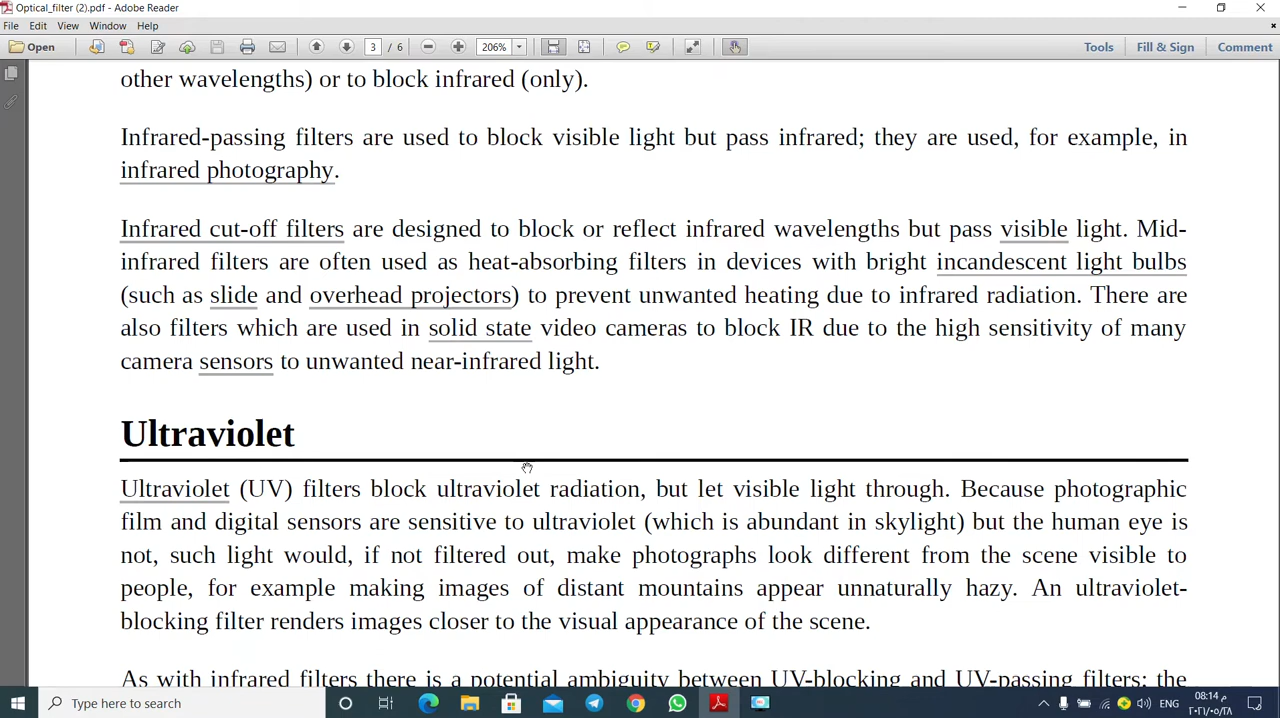 Optical_filter (2).pdf - Adobe Reader
File Edit View Window Help
Open 3 / 6 206% Tools Fill & Sign Comment
other wavelengths) or to block infrared (only).
Infrared-passing filters are used to block visible light but pass infrared; they are used, for example, in
infrared photography.
Infrared cut-off filters are designed to block or reflect infrared wavelengths but pass visible light. Mid-
infrared filters are often used as heat-absorbing filters in devices with bright incandescent light bulbs
(such as slide and overhead projectors) to prevent unwanted heating due to infrared radiation. There are
also filters which are used in solid state video cameras to block IR due to the high sensitivity of many
camera sensors to unwanted near-infrared light.
Ultraviolet
Ultraviolet (UV) filters block ultraviolet radiation, but let visible light through. Because photographic
film and digital sensors are sensitive to ultraviolet (which is abundant in skylight) but the human eye is
not, such light would, if not filtered out, make photographs look different from the scene visible to
people, for example making images of distant mountains appear unnaturally hazy. An ultraviolet-
blocking filter renders images closer to the visual appearance of the scene.
As with infrared filters there is a potential ambiguity between UV-blocking and UV-passing filters; the
Type here to search
ENG
08:14 م
٢٠٢١/٠٥/٢٨